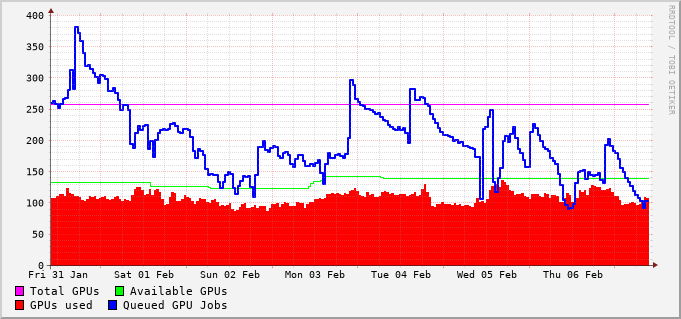 400
350
300
250
200
150
100
50
0
Fri 31 Jan Sat 01 Feb Sun 02 Feb Mon 03 Feb Tue 04 Feb Wed 05 Feb Thu 06 Feb
Total GPUs Available GPUs
GPUs used Queued GPU Jobs
RRDTOOL / TOBI OETIKER